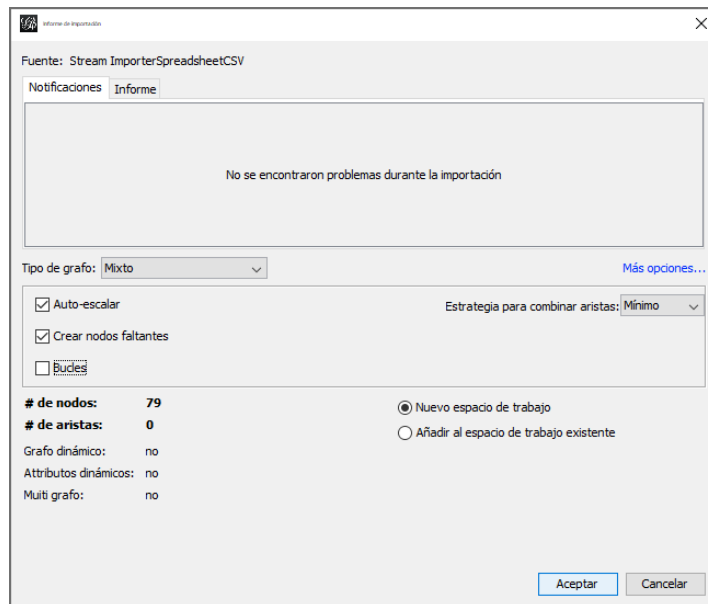 Informe de importación
Fuente: Stream ImporterSpreadsheetCSV
Notificaciones Informe
No se encontraron problemas durante la importación
Tipo de grafo: Mixto Más opciones...
Auto-escalar Estrategia para combinar aristas: Mínimo
Crear nodos faltantes
Bucles
# de nodos: 79 Nuevo espacio de trabajo
# de aristas: 0 Añadir al espacio de trabajo existente
Grafo dinámico: no
Attributos dinámicos: no
Muiti grafo: no
Aceptar Cancelar